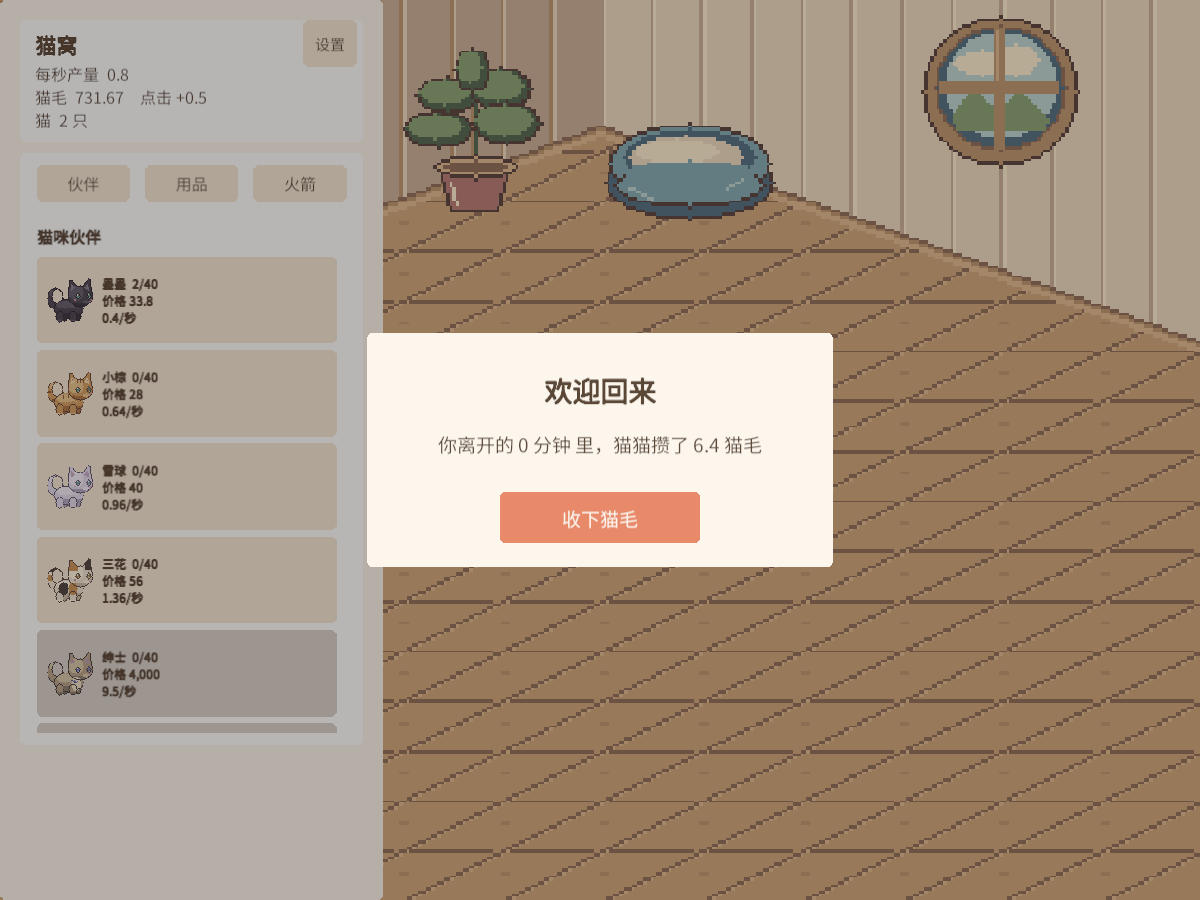 猫窝
设置
每秒产量 0.8
猫毛 731.67 点击 +0.5
猫 2 只
伙伴
用品
火箭
猫咪伙伴
墨墨 2/40
价格 33.8
0.4/秒
小棕 0/40
价格 28
0.64/秒
雪球 0/40
价格 40
0.96/秒
三花 0/40
价格 56
1.36/秒
绅士 0/40
价格 4,000
9.5/秒
欢迎回来
你离开的 0 分钟 里，猫猫攒了 6.4 猫毛
收下猫毛